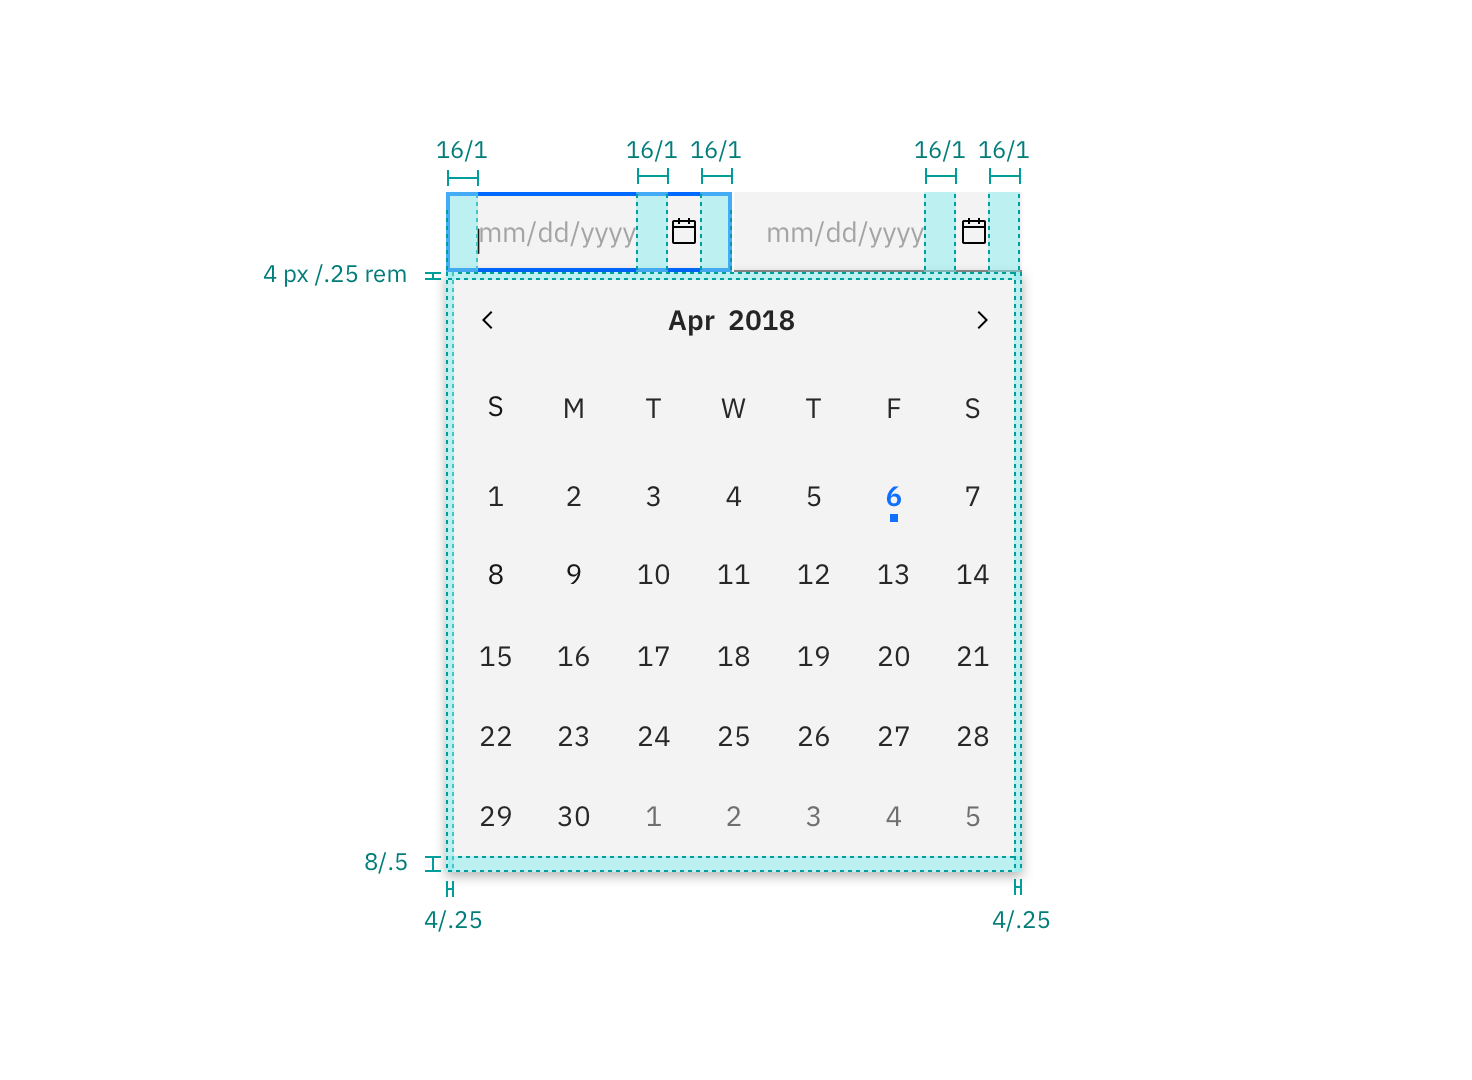 16/1 16/1 16/1 16/1 16/1
mm/dd/yyyy mm/dd/yyyy
4 px /.25 rem
Apr 2018
S M T W T F S
1 2 3 4 5 6 7
8 9 10 11 12 13 14
15 16 17 18 19 20 21
22 23 24 25 26 27 28
29 30 1 2 3 4 5
8/.5
4/.25 4/.25